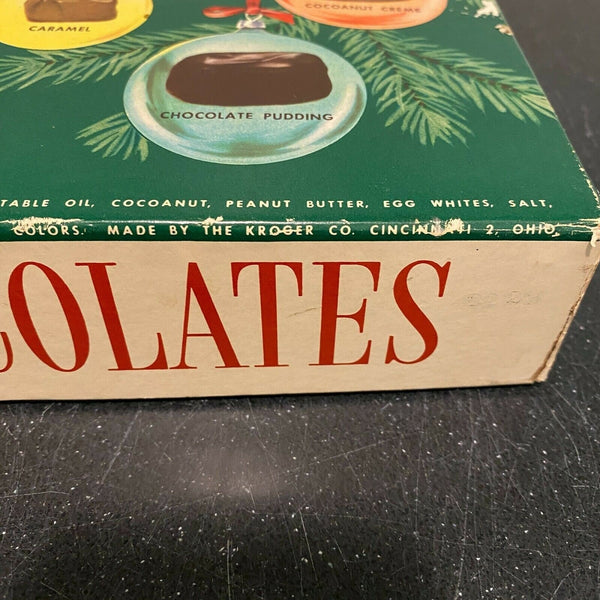 COCOANUT CREME
CARAMEL
CHOCOLATE PUDDING
TABLE OIL, COCOANUT, PEANUT BUTTER, EGG WHITES, SALT,
COLORS. MADE BY THE KROGER CO. CINCINNATI 2, OHIO
OLATES